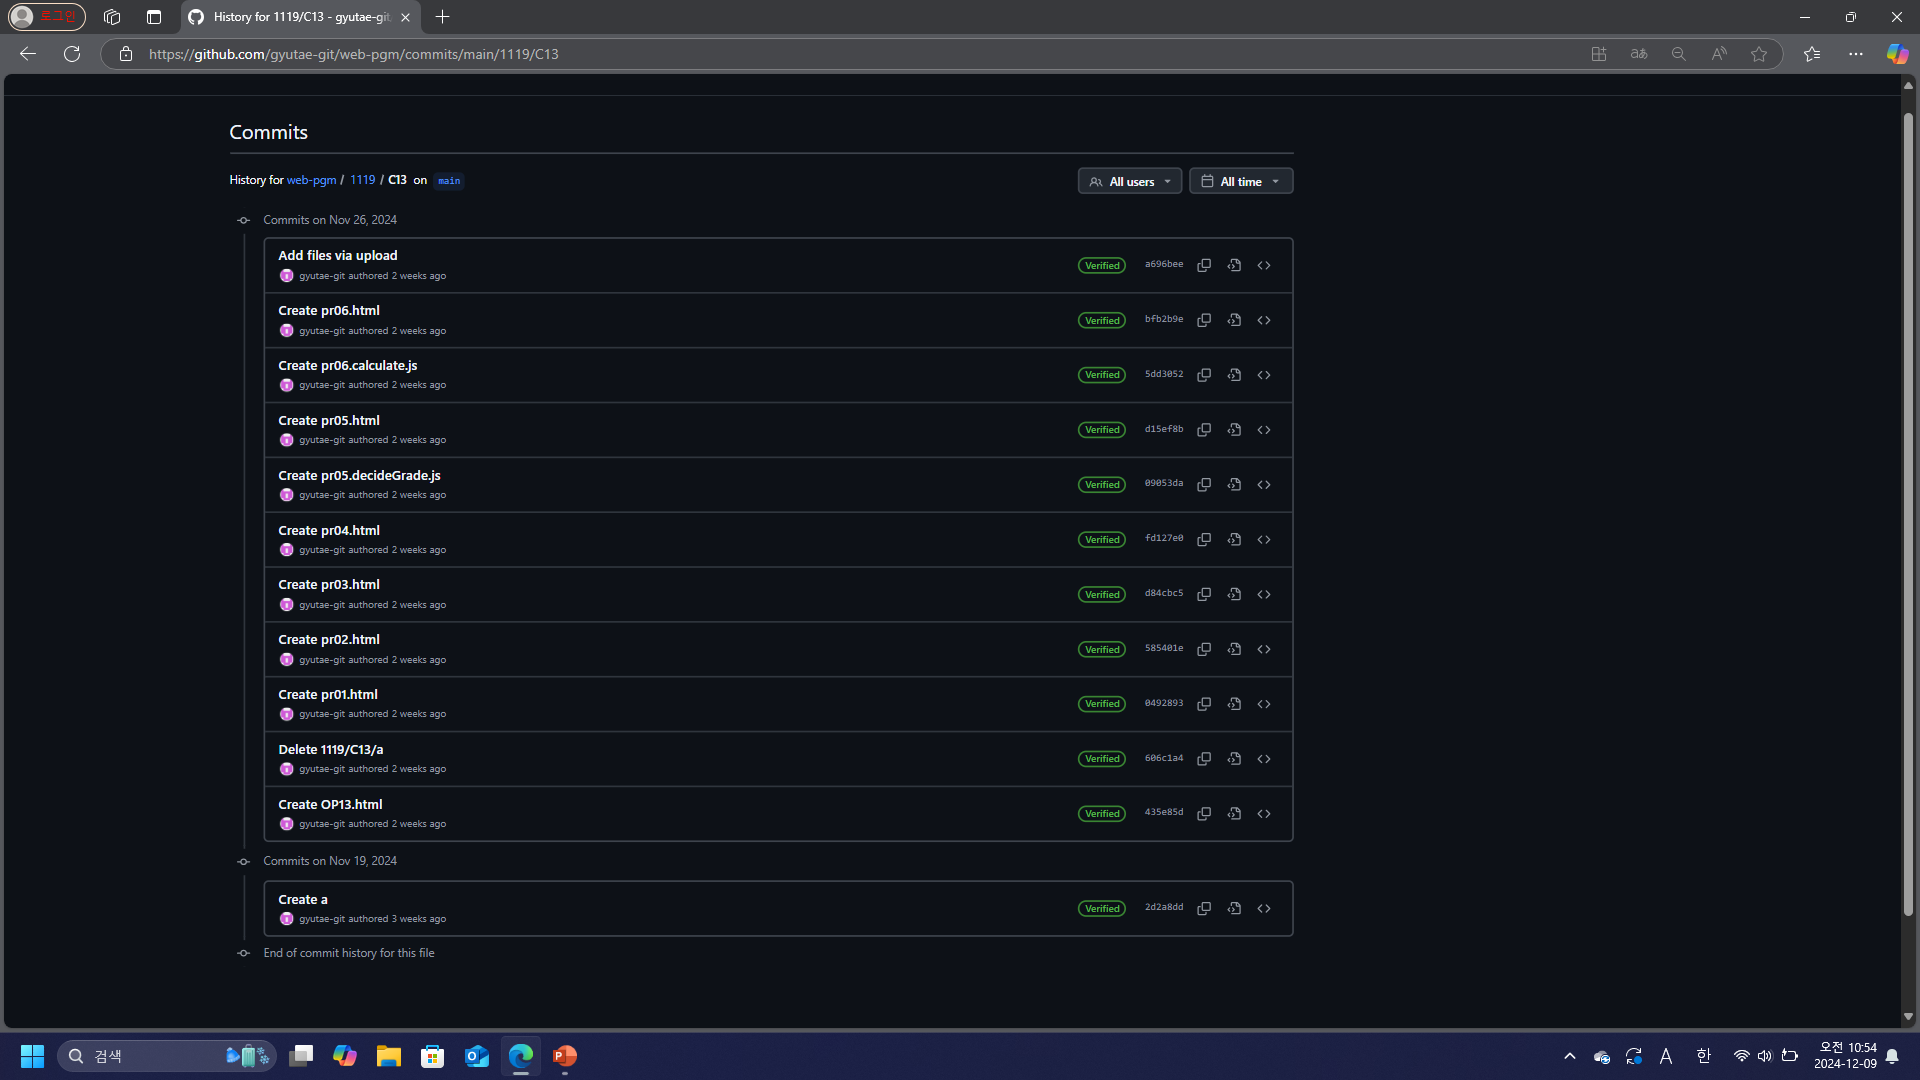 로그인
History for 1119/C13 - gyutae-git
https://github.com/gyutae-git/web-pgm/commits/main/1119/C13
Commits
History for web-pgm / 1119 / C13 on main
All users
All time
Commits on Nov 26, 2024
Add files via upload
gyutae-git authored 2 weeks ago
Verified a696bee
Create pr06.html
gyutae-git authored 2 weeks ago
Verified bfb2b9e
Create pr06.calculate.js
gyutae-git authored 2 weeks ago
Verified 5dd3052
Create pr05.html
gyutae-git authored 2 weeks ago
Verified d15ef8b
Create pr05.decideGrade.js
gyutae-git authored 2 weeks ago
Verified 09053da
Create pr04.html
gyutae-git authored 2 weeks ago
Verified fd127e0
Create pr03.html
gyutae-git authored 2 weeks ago
Verified d84cbc5
Create pr02.html
gyutae-git authored 2 weeks ago
Verified 585401e
Create pr01.html
gyutae-git authored 2 weeks ago
Verified 0492893
Delete 1119/C13/a
gyutae-git authored 2 weeks ago
Verified 606c1a4
Create OP13.html
gyutae-git authored 2 weeks ago
Verified 435e85d
Commits on Nov 19, 2024
Create a
gyutae-git authored 3 weeks ago
Verified 2d2a8dd
End of commit history for this file
검색
A 한
오전 10:54
2024-12-09